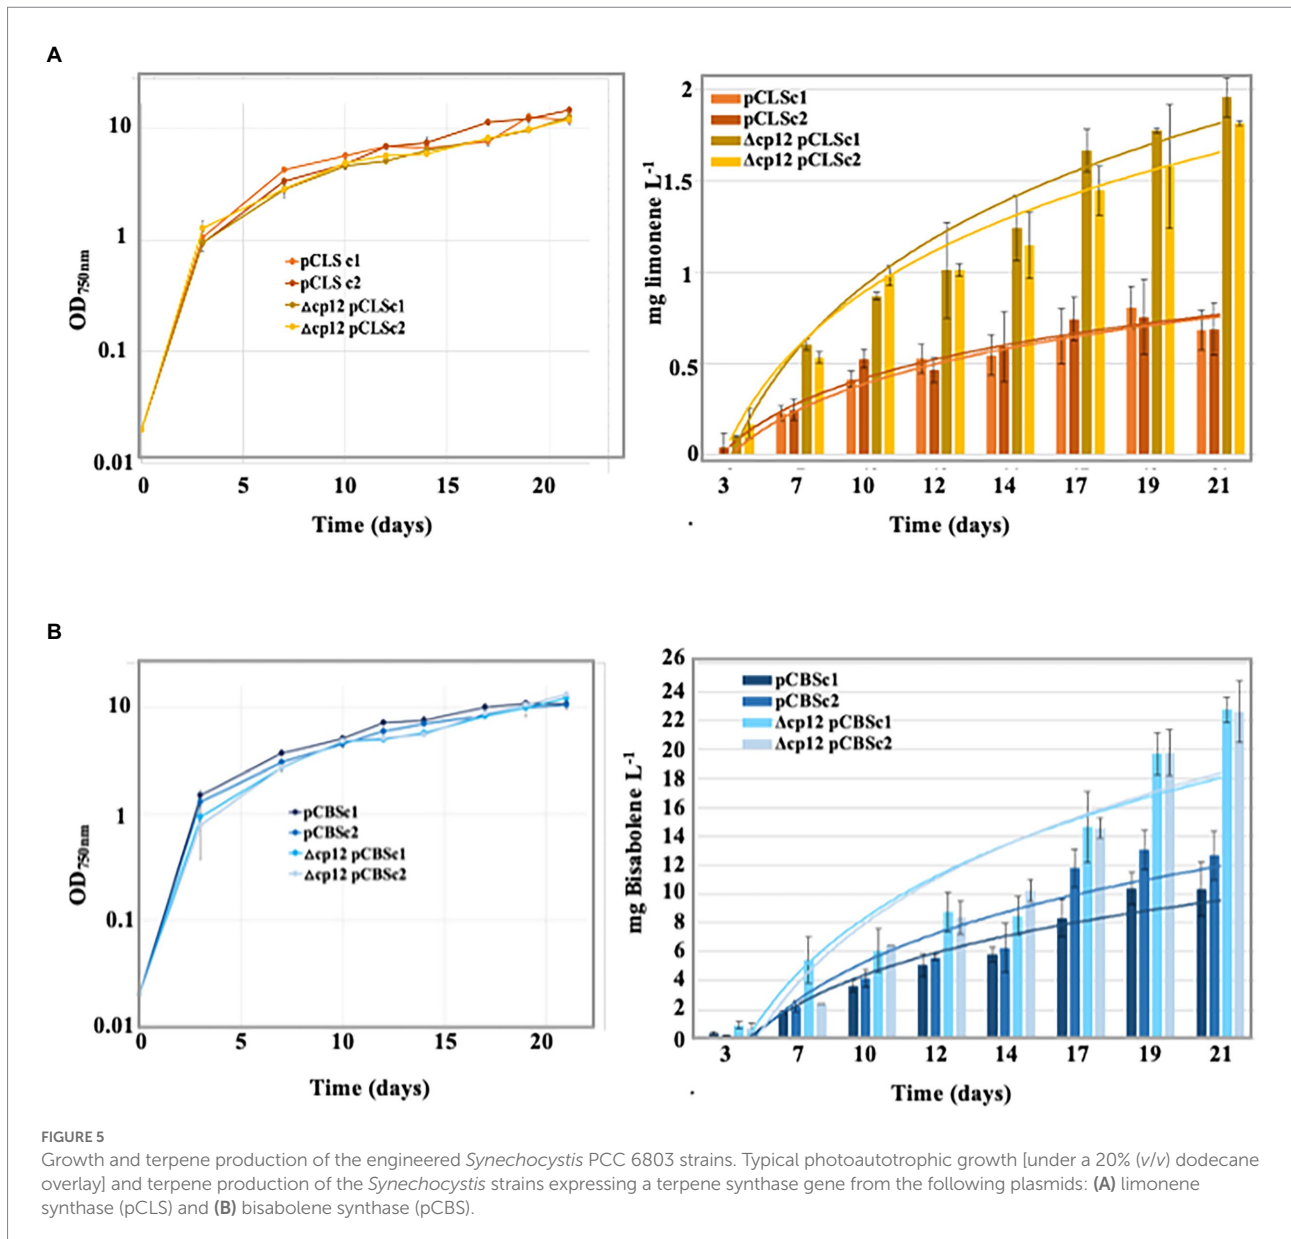 A
10
1
0.1
0.01
OD750nm
pCLS c1
pCLS c2
Δcp12 pCLSc1
Δcp12 pCLSc2
0 5 10 15 20
Time (days)
2
1.5
1
0.5
0
mg limonene L-1
pCLSc1
pCLSc2
Δcp12 pCLSc1
Δcp12 pCLSc2
3 7 10 12 14 17 19 21
Time (days)
B
10
1
0.1
0.01
OD750nm
pCBSc1
pCBSc2
Δcp12 pCBSc1
Δcp12 pCBSc2
0 5 10 15 20
Time (days)
26
24
22
20
18
16
14
12
10
8
6
4
2
0
mg Bisabolene L-1
pCBSc1
pCBSc2
Δcp12 pCBSc1
Δcp12 pCBSc2
3 7 10 12 14 17 19 21
Time (days)
FIGURE 5
Growth and terpene production of the engineered Synechocystis PCC 6803 strains. Typical photoautotrophic growth [under a 20% (v/v) dodecane
overlay] and terpene production of the Synechocystis strains expressing a terpene synthase gene from the following plasmids: (A) limonene
synthase (pCLS) and (B) bisabolene synthase (pCBS).